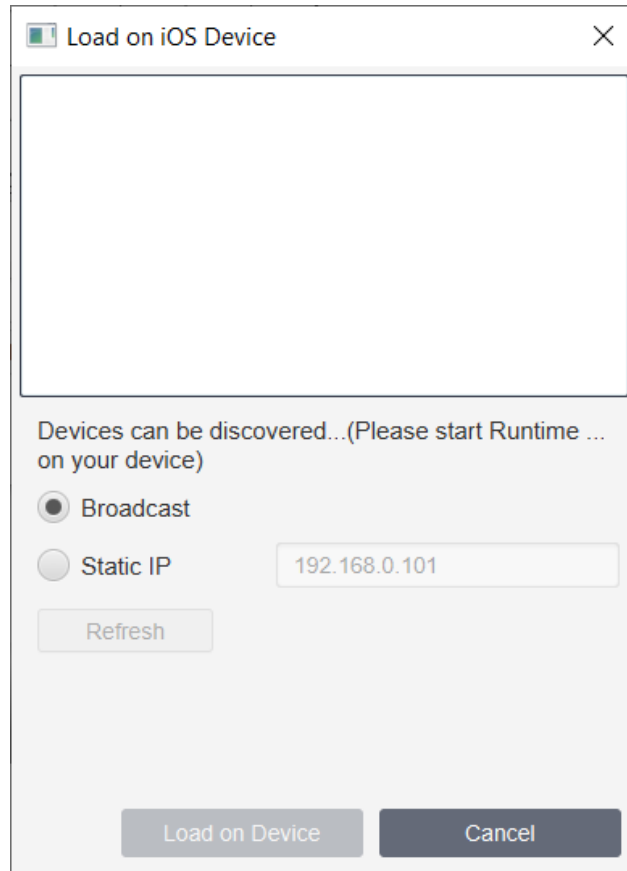 Load on iOS Device
Devices can be discovered...(Please start Runtime ...
on your device)
Broadcast
Static IP
192.168.0.101
Refresh
Load on Device
Cancel